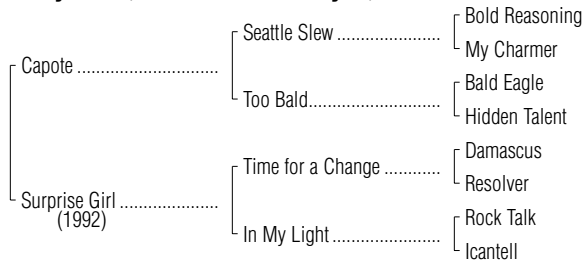 Bold Reasoning
Seattle Slew ....................
My Charmer
Capote ...........................
Bald Eagle
Too Bald.........................
Hidden Talent
Damascus
Time for a Change ...........
Resolver
Surprise Girl ...................
(1992)
Rock Talk
In My Light .....................
Icantell